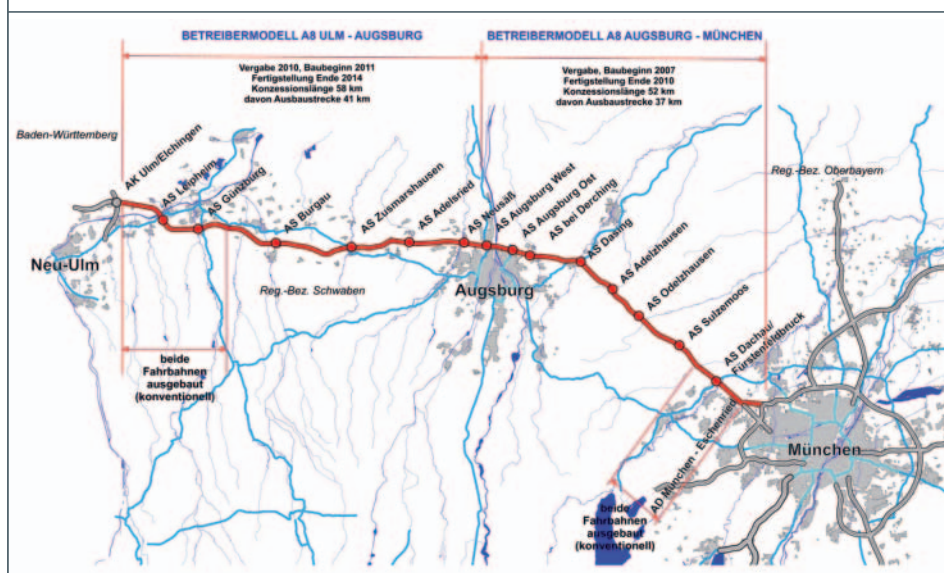 BETREIBERMODELL A8 ULM - AUGSBURG
BETREIBERMODELL A8 AUGSBURG - MÜNCHEN
Vergabe 2010, Baubeginn 2011
Fertigstellung Ende 2014
Konzessionslänge 58 km
davon Ausbaustrecke 41 km
Vergabe, Baubeginn 2007
Fertigstellung Ende 2010
Konzessionslänge 52 km
davon Ausbaustrecke 37 km
Baden-Württemberg
Reg.-Bez. Oberbayern
AK Ulm/Elchingen
AS Leipheim
AS Günzburg
AS Burgau
AS Zusmarshausen
AS Adelsried
AS Neusäß
AS Augsburg West
AS Augsburg Ost
AS bei Derching
AS Dasing
AS Adelzhausen
AS Odelzhausen
AS Sulzemoos
AS Dachau/
Fürstenfeldbruck
Neu-Ulm
Reg.-Bez. Schwaben
Augsburg
beide
Fahrbahnen
ausgebaut
(konventionell)
AD München - Eschenried
München
beide
Fahrbahnen
ausgebaut
(konventionell)